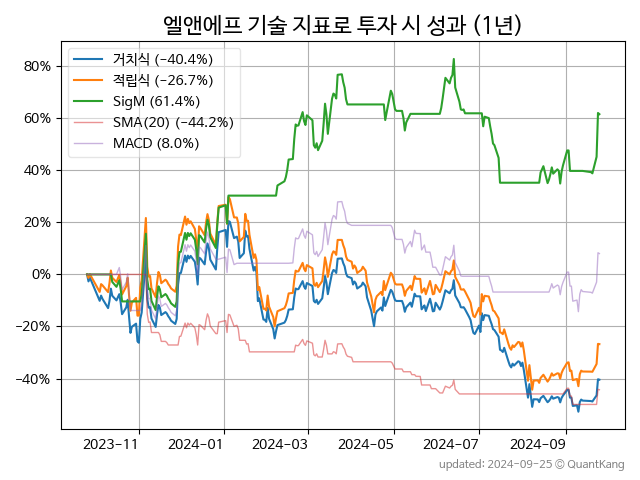 엘앤에프 기술 지표로 투자 시 성과 (1년)
거치식 (−40.4%)
적립식 (−26.7%)
SigM (61.4%)
SMA(20) (−44.2%)
MACD (8.0%)
80%
60%
40%
20%
0%
−20%
−40%
2023-11 2024-01 2024-03 2024-05 2024-07 2024-09
updated: 2024-09-25 © QuantKang